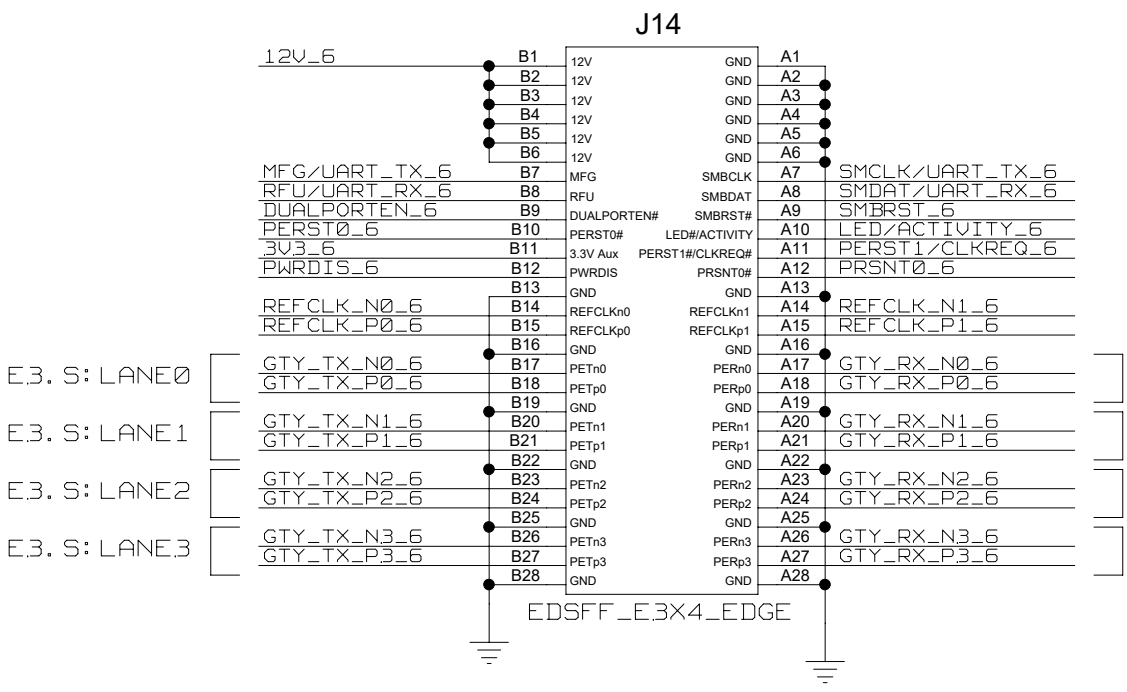 J14
12V_6 B1 12V GND A1
B2 12V GND A2
B3 12V GND A3
B4 12V GND A4
B5 12V GND A5
B6 12V GND A6
MFG/UART_TX_6 B7 MFG SMBCLK A7 SMCLK/UART_TX_6
RFU/UART_RX_6 B8 RFU SMBDAT A8 SMDAT/UART_RX_6
DUALPORTEN_6 B9 DUALPORTEN# SMBRST# A9 SMBRST_6
PERST0_6 B10 PERST0# LED#/ACTIVITY A10 LED/ACTIVITY_6
3V3_6 B11 3.3V Aux PERST1#/CLKREQ# A11 PERST1/CLKREQ_6
PWRDIS_6 B12 PWRDIS PRSNT0# A12 PRSNT0_6
B13 GND GND A13
REFCLK_N0_6 B14 REFCLKn0 REFCLKn1 A14 REFCLK_N1_6
REFCLK_P0_6 B15 REFCLKp0 REFCLKp1 A15 REFCLK_P1_6
B16 GND GND A16
E3.S:LANE0 GTY_TX_N0_6 B17 PETn0 PERn0 A17 GTY_RX_N0_6
GTY_TX_P0_6 B18 PETp0 PERp0 A18 GTY_RX_P0_6
B19 GND GND A19
E3.S:LANE1 GTY_TX_N1_6 B20 PETn1 PERn1 A20 GTY_RX_N1_6
GTY_TX_P1_6 B21 PETp1 PERp1 A21 GTY_RX_P1_6
B22 GND GND A22
E3.S:LANE2 GTY_TX_N2_6 B23 PETn2 PERn2 A23 GTY_RX_N2_6
GTY_TX_P2_6 B24 PETp2 PERp2 A24 GTY_RX_P2_6
B25 GND GND A25
E3.S:LANE3 GTY_TX_N3_6 B26 PETn3 PERn3 A26 GTY_RX_N3_6
GTY_TX_P3_6 B27 PETp3 PERp3 A27 GTY_RX_P3_6
B28 GND GND A28
EDSFF_E3X4_EDGE